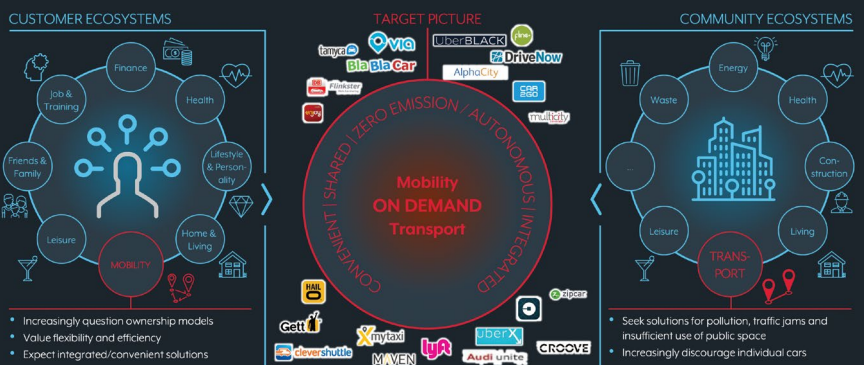 CUSTOMER ECOSYSTEMS
Finance
Job &
Training
Health
Friends &
Family
Lifestyle
& Person-
ality
Leisure
Home &
Living
MOBILITY
• Increasingly question ownership models
• Value flexibility and efficiency
• Expect integrated/convenient solutions
TARGET PICTURE
tamyca
via
BlaBlaCar
UberBLACK
DriveNow
AlphaCity
Flinkster
enjoy
CAR
2GO
multicity
CONVENIENT | SHARED | ZERO EMISSION / AUTONOMOUS | INTEGRATED
Mobility
ON DEMAND
Transport
HAIL
O
Gett
clevershuttle
mytaxi
MAVEN
lyft
uberX
Audi unite
zipcar
CROOVE
COMMUNITY ECOSYSTEMS
Energy
Waste
Health
...
Con-
struction
Leisure
Living
TRANS-
PORT
• Seek solutions for pollution, traffic jams and
insufficient use of public space
• Increasingly discourage individual cars